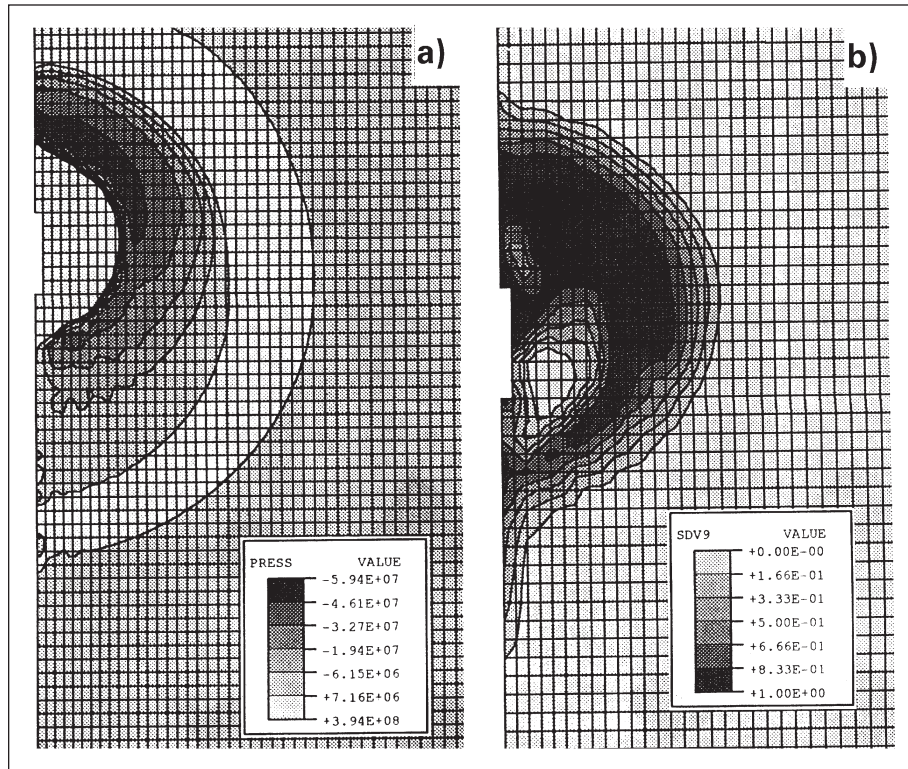 a)
PRESS VALUE
-5.94E+07
-4.61E+07
-3.27E+07
-1.94E+07
-6.15E+06
+7.16E+06
+3.94E+08
b)
SDV9 VALUE
+0.00E-00
+1.66E-01
+3.33E-01
+5.00E-01
+6.66E-01
+8.33E-01
+1.00E+00